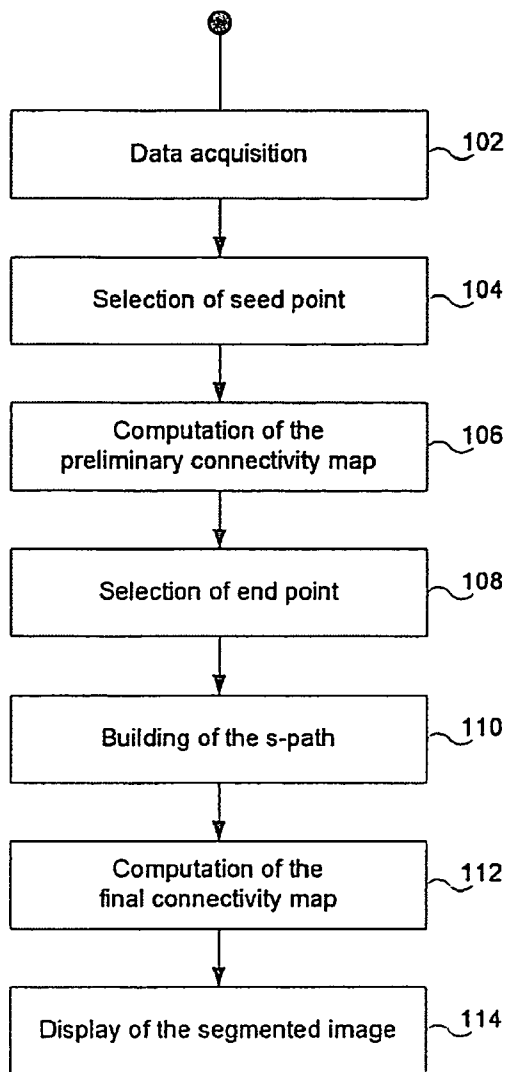 Data acquisition
102
Selection of seed point
104
Computation of the
preliminary connectivity map
106
Selection of end point
108
Building of the s-path
110
Computation of the
final connectivity map
112
Display of the segmented image
114